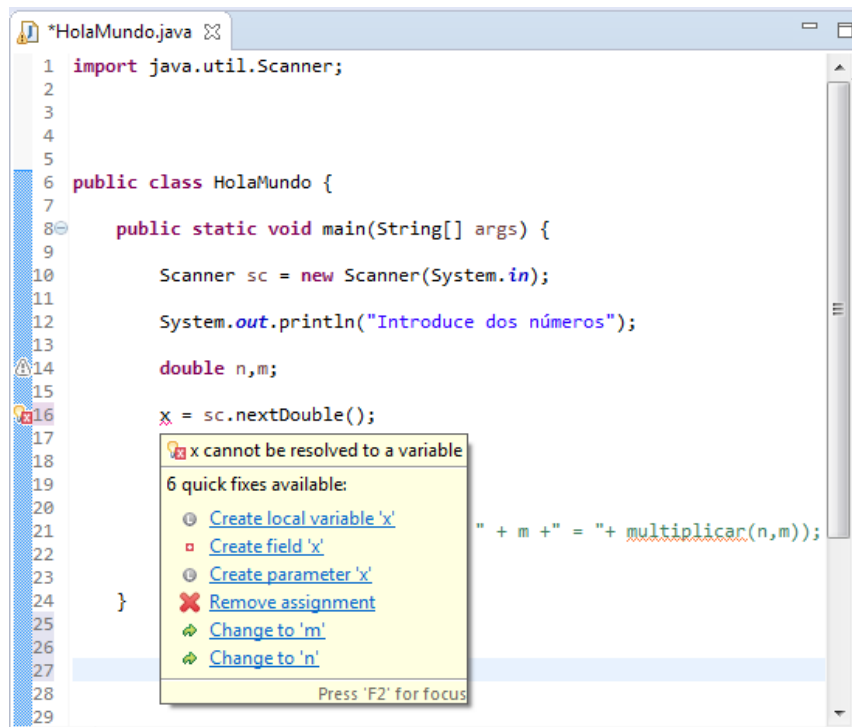 *HolaMundo.java
1 import java.util.Scanner;
2
3
4
5
6 public class HolaMundo {
7
8 public static void main(String[] args) {
9
10 Scanner sc = new Scanner(System.in);
11
12 System.out.println("Introduce dos números");
13
14 double n,m;
15
16 x = sc.nextDouble();
17
x cannot be resolved to a variable
18
19
6 quick fixes available:
20
Create local variable 'x'
21 " + m +" = "+ multiplicar(n,m));
22
Create field 'x'
23
Create parameter 'x'
24 }
Remove assignment
25
Change to 'm'
26
27
Change to 'n'
28
Press 'F2' for focus
29